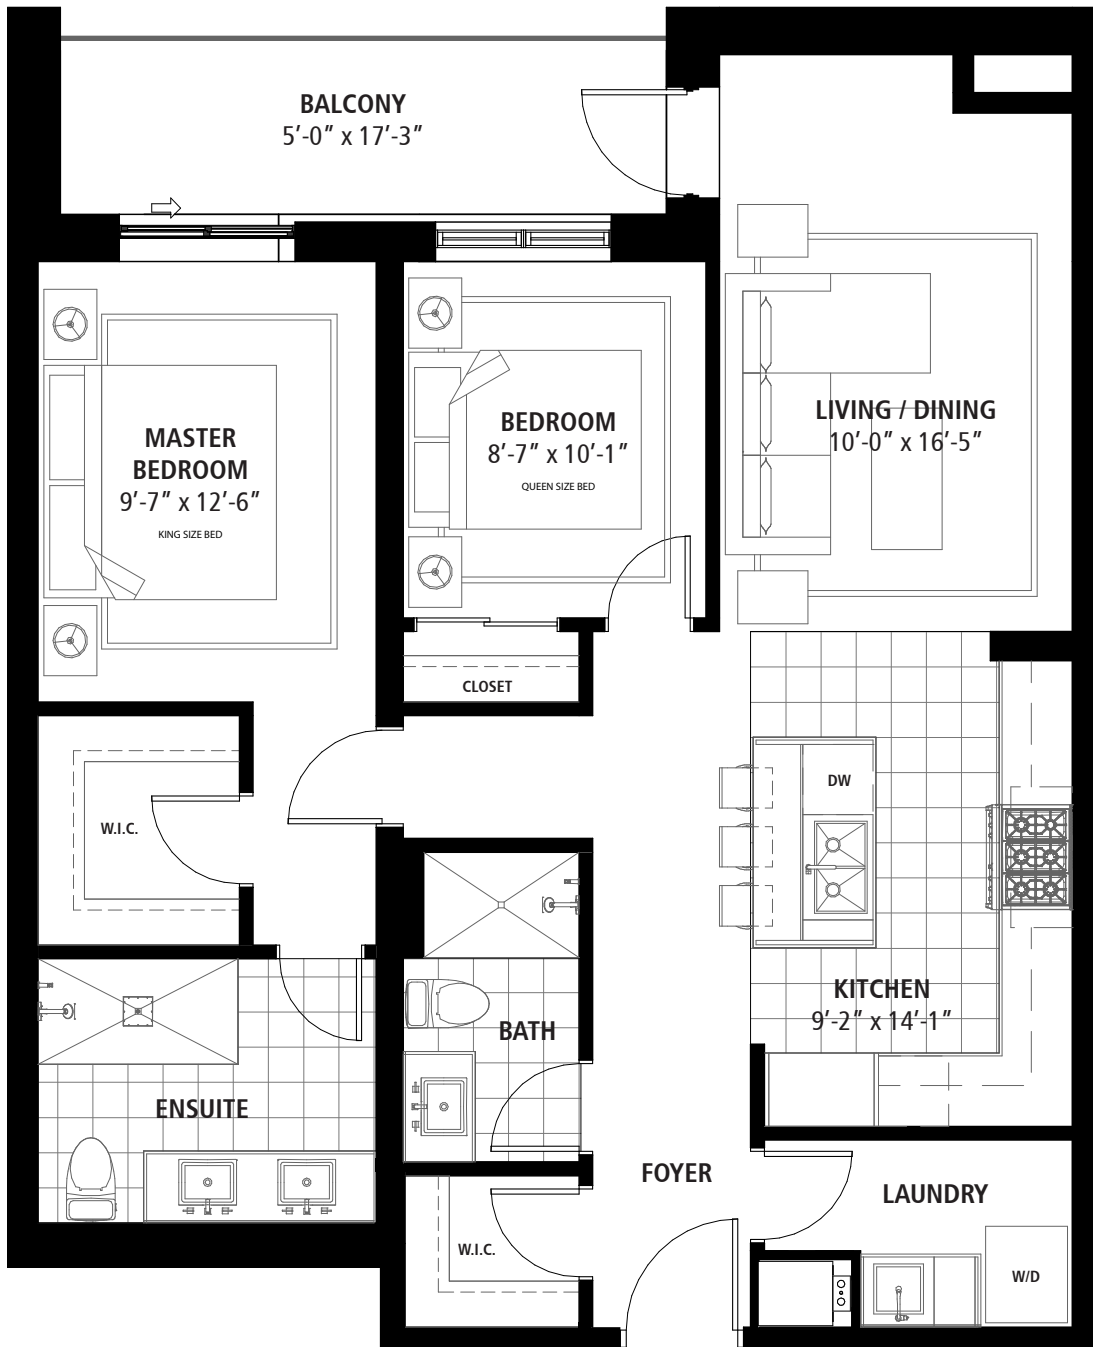 BALCONY
5'-0" x 17'-3"
MASTER
BEDROOM
9'-7" x 12'-6"
KING SIZE BED
BEDROOM
8'-7" x 10'-1"
QUEEN SIZE BED
LIVING / DINING
10'-0" x 16'-5"
CLOSET
W.I.C.
DW
KITCHEN
9'-2" x 14'-1"
BATH
ENSUITE
FOYER
LAUNDRY
W.I.C.
W/D